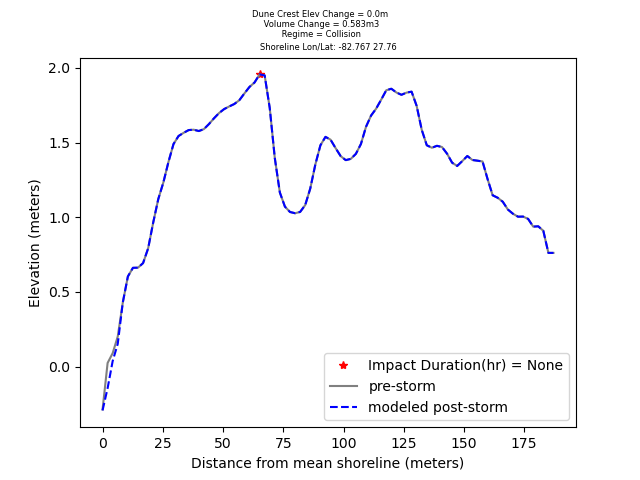 Dune Crest Elev Change = 0.0m
Volume Change = 0.583m3
Regime = Collision
Shoreline Lon/Lat: -82.767 27.76
2.0
1.5
1.0
0.5
0.0
Elevation (meters)
Impact Duration(hr) = None
pre-storm
modeled post-storm
0 25 50 75 100 125 150 175
Distance from mean shoreline (meters)